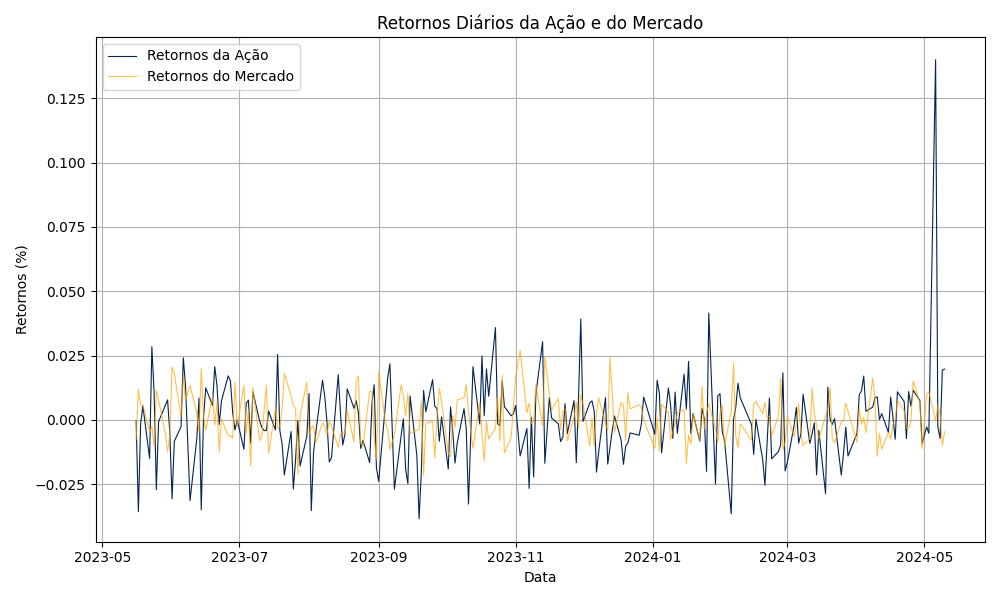 Retornos Diários da Ação e do Mercado
Retornos da Ação
Retornos do Mercado
Retornos (%)
0.125
0.100
0.075
0.050
0.025
0.000
−0.025
2023-05
2023-07
2023-09
2023-11
2024-01
2024-03
2024-05
Data